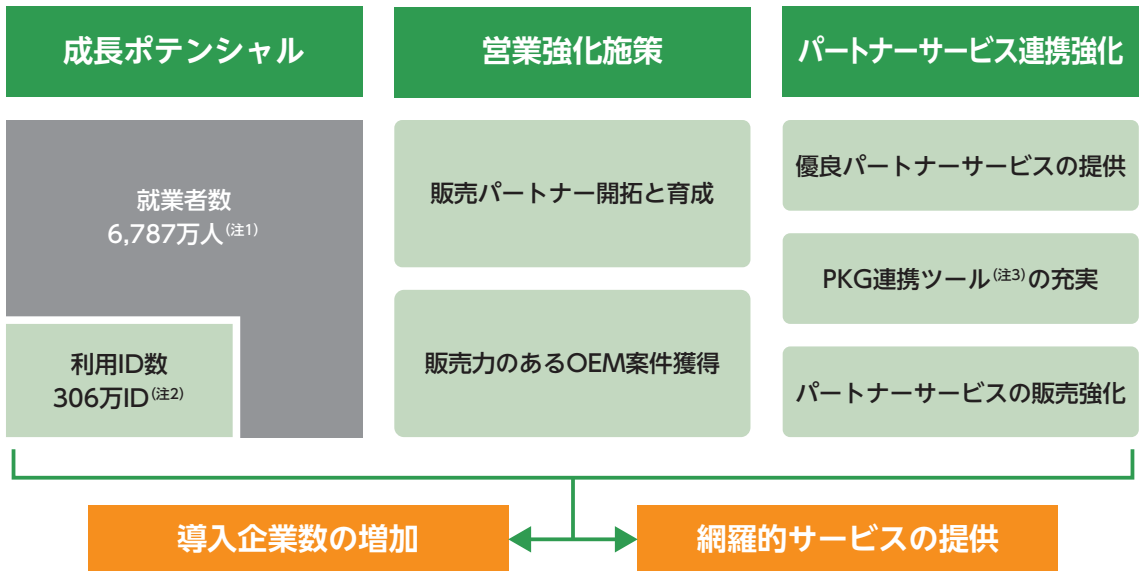 成長ポテンシャル
就業者数
6,787万人(注1)
利用ID数
306万ID(注2)
営業強化施策
販売パートナー開拓と育成
販売力のあるOEM案件獲得
パートナーサービス連携強化
優良パートナーサービスの提供
PKG連携ツール(注3)の充実
パートナーサービスの販売強化
導入企業数の増加
網羅的サービスの提供